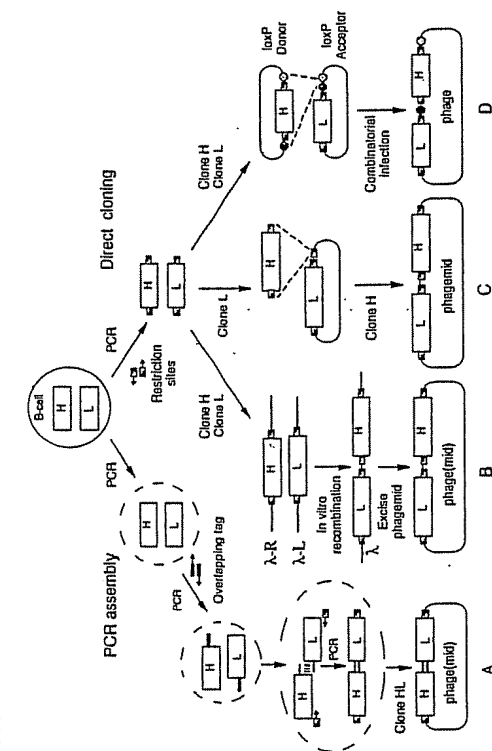 B-cell
H
L
PCR
PCR
PCR assembly
Direct cloning
H
L
Restriction
sites
H
L
Overlapping tag
PCR
H
L
H
L
PCR
H
L
Clone HL
H
L
phage(mid)
A
Clone H
Clone L
λ-R
H
λ-L
L
In vitro
recombination
λ
L
H
Excise
phagemid
L
H
phage(mid)
B
Clone L
H
L
Clone H
L
H
phagemid
C
Clone H
Clone L
loxP
Donor
H
loxP
Acceptor
L
Combinatorial
infection
L
H
phage
D